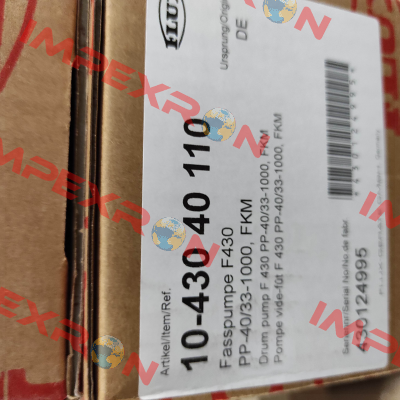 FLUX
Ursprung/Origin
DE
Artikel/Item/Ref.
10-430 40 110
Fasspumpe F430
PP-40/33-1000, FKM
Drum pump F 430 PP-40/33-1000, FKM
Pompe vide-fût F 430 PP-40/33-1000, FKM
430124995
IMPEXRON
IMPEXRON
IMPEXRON